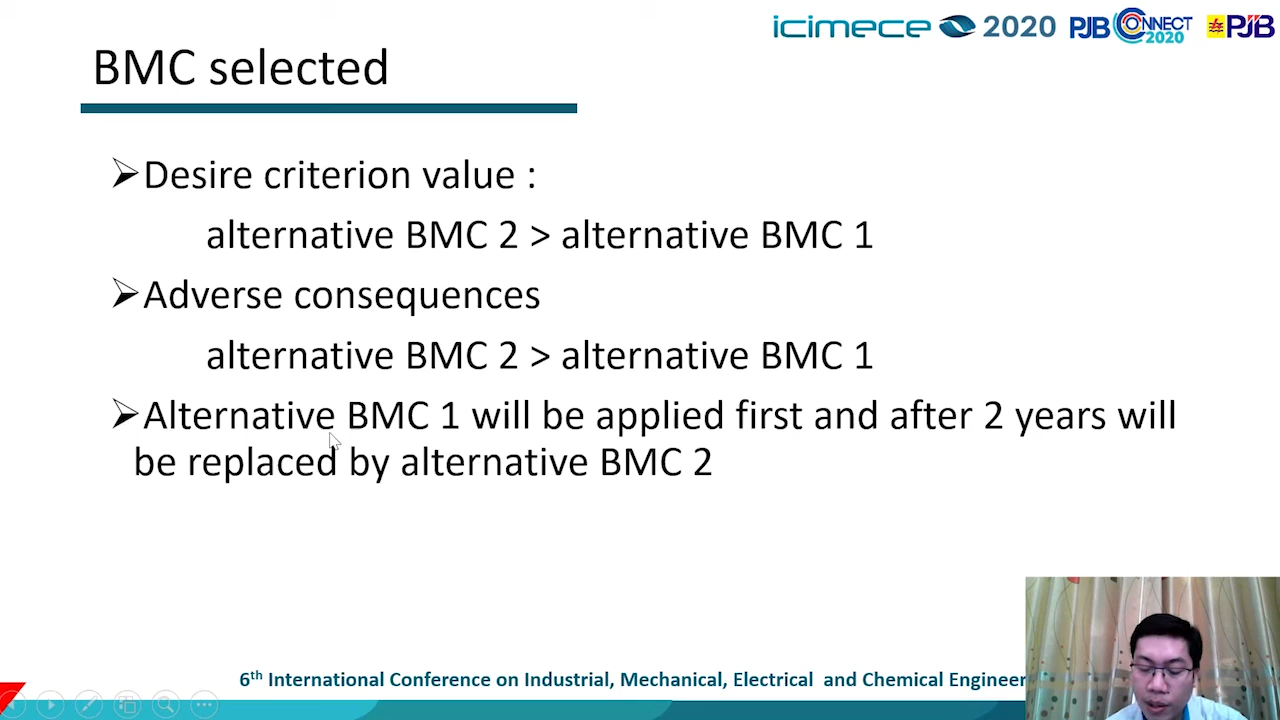 icimece 2020 PJB CONNECT 2020 PJB
BMC selected
Desire criterion value :
alternative BMC 2 > alternative BMC 1
Adverse consequences
alternative BMC 2 > alternative BMC 1
Alternative BMC 1 will be applied first and after 2 years will
be replaced by alternative BMC 2
6th International Conference on Industrial, Mechanical, Electrical and Chemical Engineer